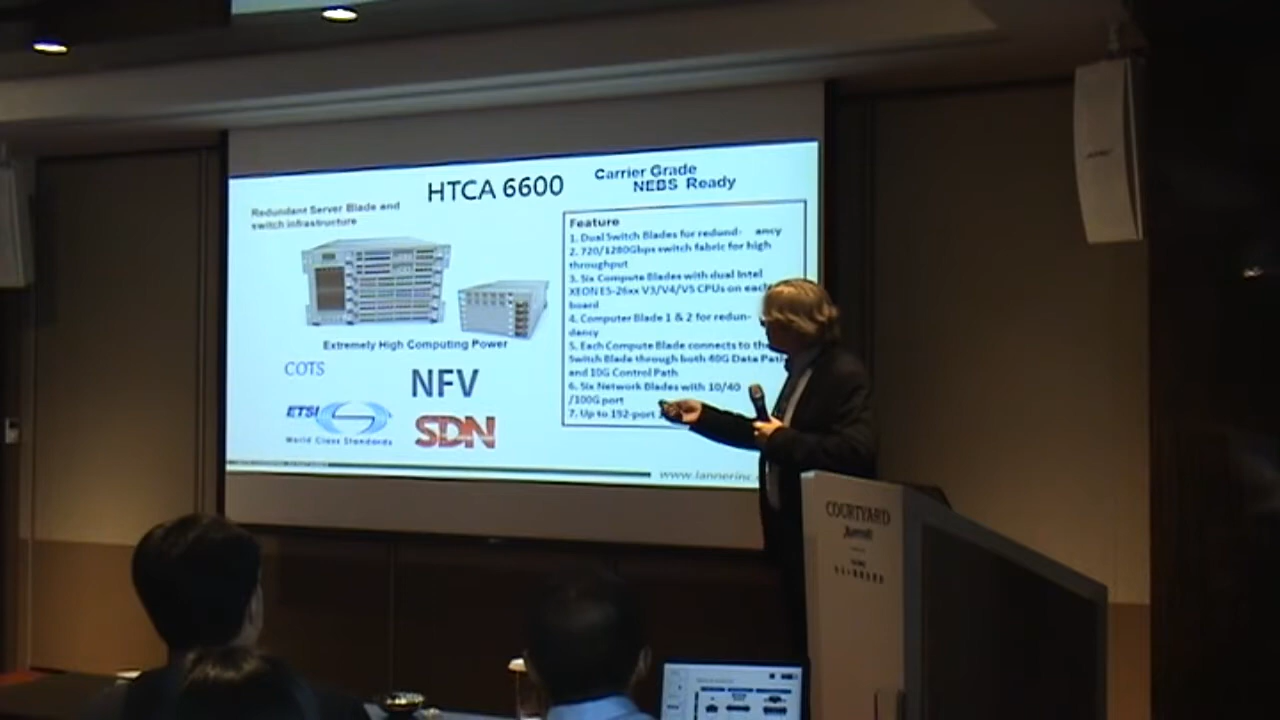 HTCA 6600
Carrier Grade
NEBS Ready
Redundant Server Blade and
switch infrastructure
Extremely High Computing Power
COTS
NFV
ETSI
World Class Standards
SDN
Feature
1. Dual Switch Blades for redund- ancy
2. 720/1280Gbps switch fabric for high
throughput
3. Six Compute Blades with dual Intel
XEON E5-26xx V3/V4/V5 CPUs on each
board
4. Computer Blade 1 & 2 for redun-
dancy
5. Each Compute Blade connects to the
Switch Blade through both 40G Data Path
and 10G Control Path
6. Six Network Blades with 10/40
/100G port
7. Up to 192-port
www.lannerinc.
COURTYARD
Marriott